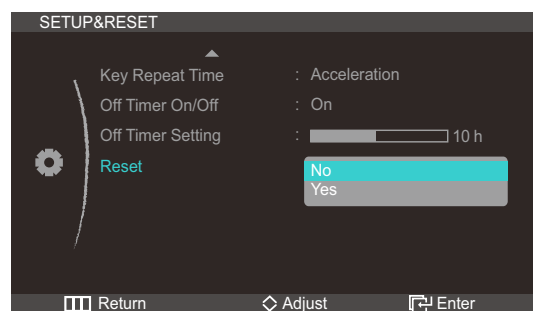 SETUP&RESET
Key Repeat Time : Acceleration
Off Timer On/Off : On
Off Timer Setting : 10 h
Reset
No
Yes
Return Adjust Enter